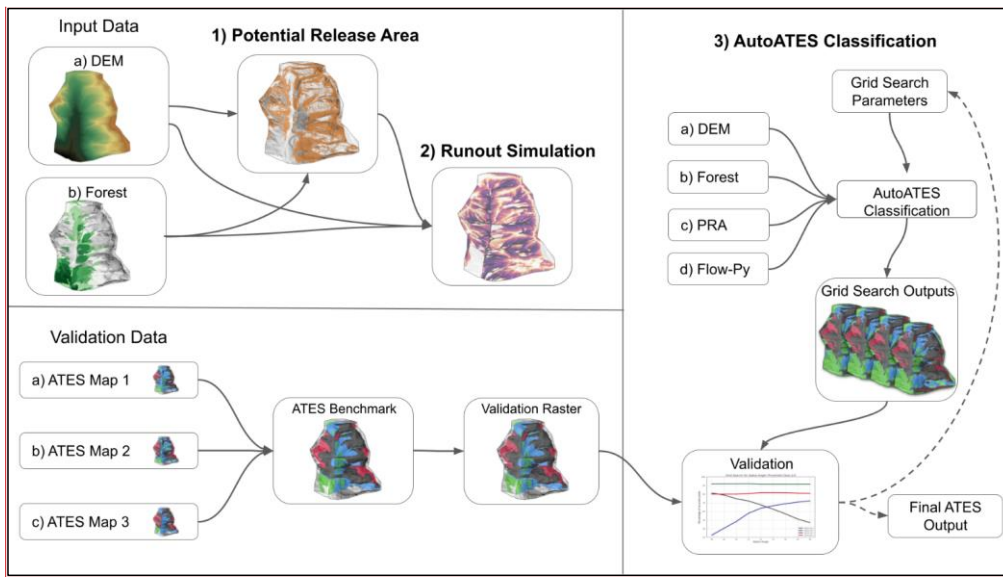 Input Data
a) DEM
b) Forest
1) Potential Release Area
2) Runout Simulation
Validation Data
a) ATES Map 1
b) ATES Map 2
c) ATES Map 3
ATES Benchmark
Validation Raster
3) AutoATES Classification
Grid Search
Parameters
a) DEM
b) Forest
c) PRA
d) Flow-Py
AutoATES
Classification
Grid Search Outputs
Validation
Final ATES
Output